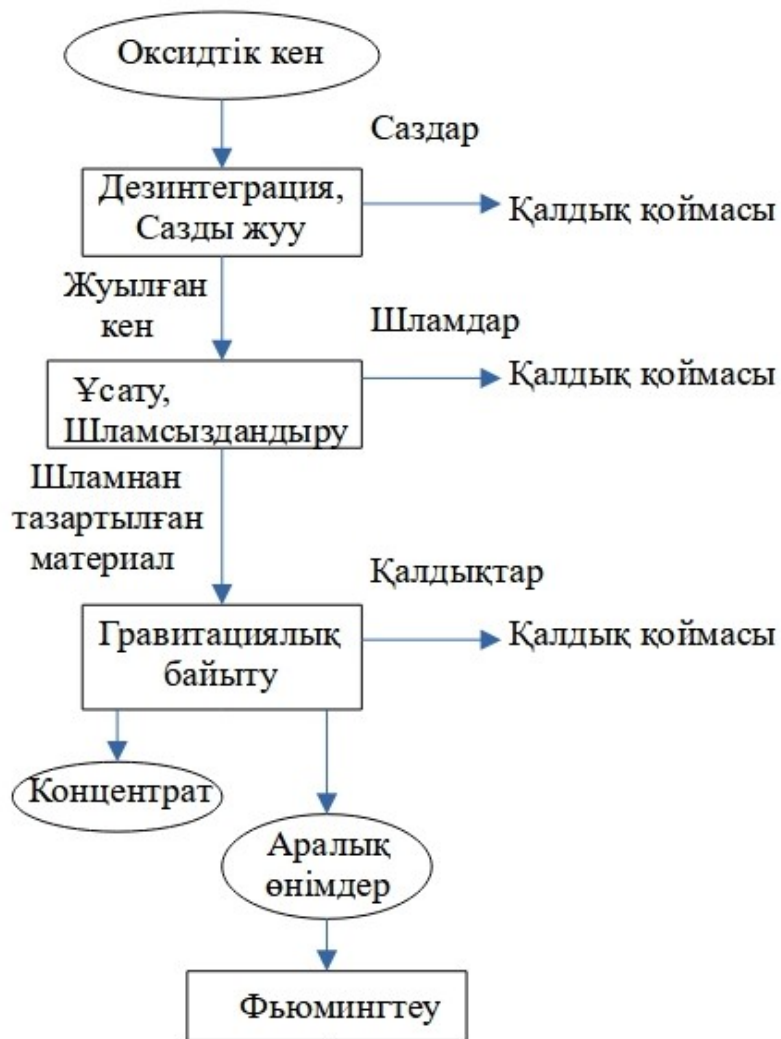 Оксидтік кен
Саздар
Дезинтеграция,
Сазды жуу
Қалдық қоймасы
Жуылған
кен
Шламдар
Ұсату,
Шламсыздандыру
Қалдық қоймасы
Шламнан
тазартылған
материал
Қалдықтар
Гравитациялық
байыту
Қалдық қоймасы
Концентрат
Аралық
өнімдер
Фьюмингтеу